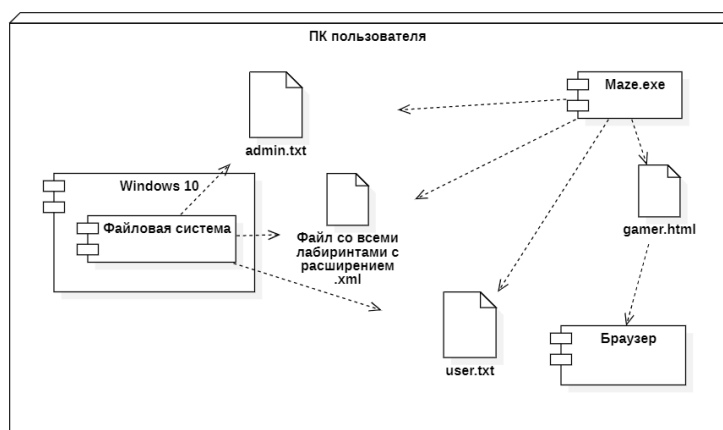 ПК пользователя
Maze.exe
admin.txt
Windows 10
Файловая система
Файл со всеми
лабиринтами с
расширением
.xml
gamer.html
user.txt
Браузер